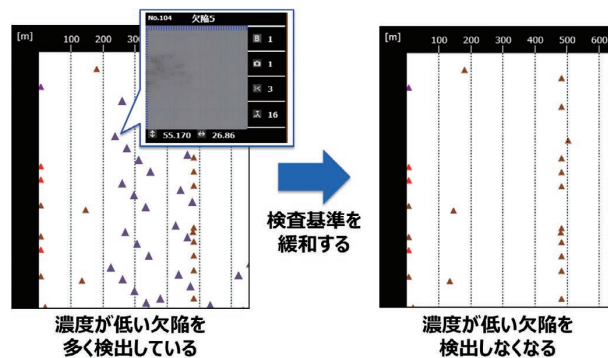 No.104 欠陥5
B 1
1
3
16
55.170 26.86
[m] 100 200 30
[m] 100 200 300 400 500 600
検査基準を
緩和する
濃度が低い欠陥を
多く検出している
濃度が低い欠陥を
検出しなくなる